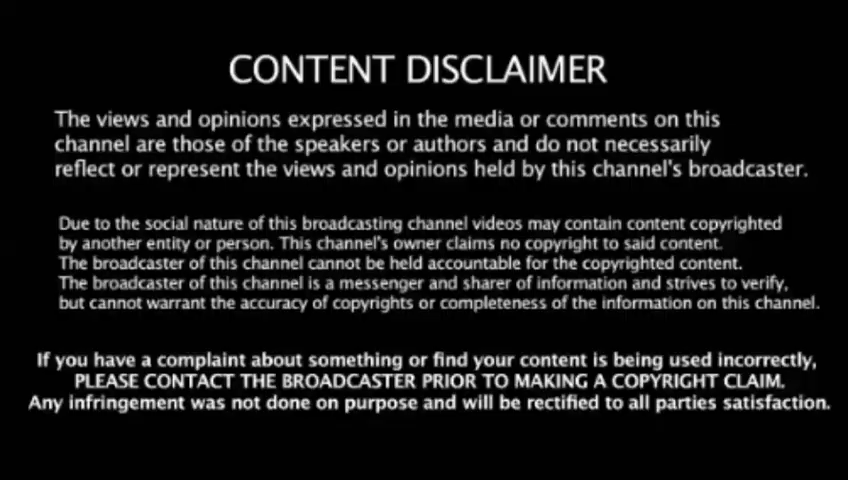 CONTENT DISCLAIMER
The views and opinions expressed in the media or comments on this
channel are those of the speakers or authors and do not necessarily
reflect or represent the views and opinions held by this channel's broadcaster.
Due to the social nature of this broadcasting channel videos may contain content copyrighted
by another entity or person. This channel's owner claims no copyright to said content.
The broadcaster of this channel cannot be held accountable for the copyrighted content.
The broadcaster of this channel is a messenger and sharer of information and strives to verify,
but cannot warrant the accuracy of copyrights or completeness of the information on this channel.
If you have a complaint about something or find your content is being used incorrectly,
PLEASE CONTACT THE BROADCASTER PRIOR TO MAKING A COPYRIGHT CLAIM.
Any infringement was not done on purpose and will be rectified to all parties satisfaction.